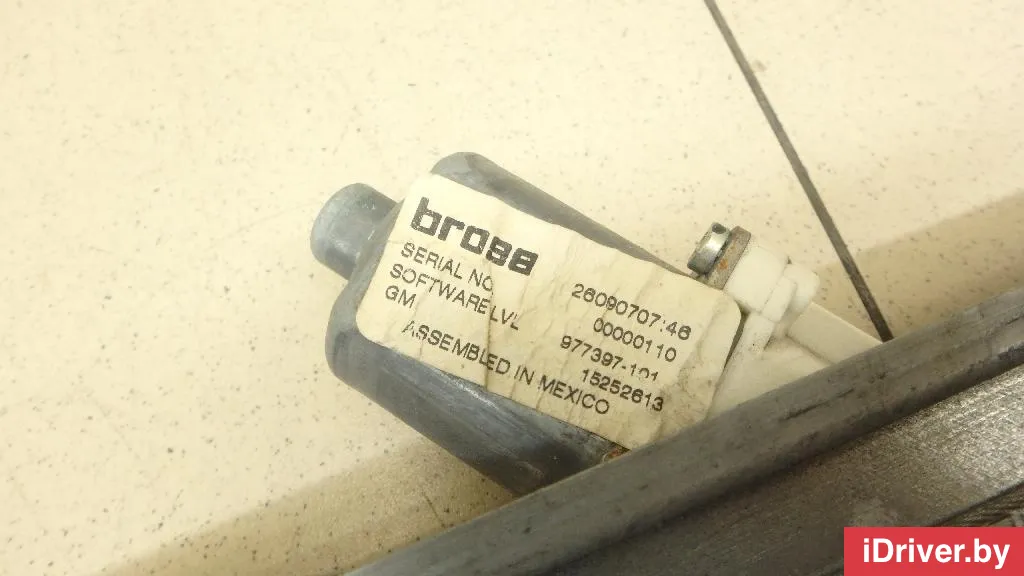 brose
SERIAL NO. 26090707:46
SOFTWARE LVL 00000110
977397-101
GM 15252613
ASSEMBLED IN MEXICO
iDriver.by